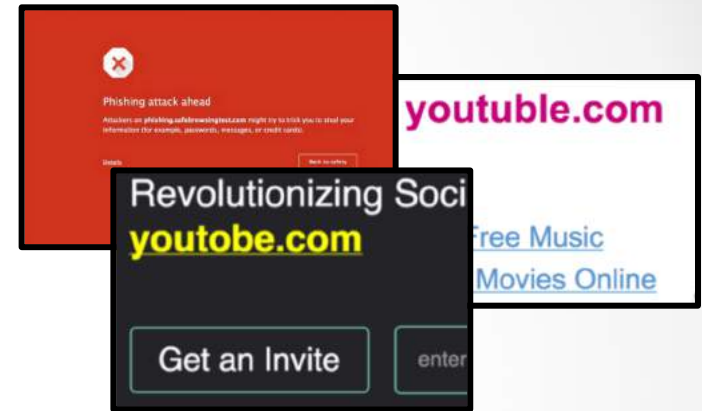 Phishing attack ahead
Attackers on phishing.safebrowsingtest.com might try to trick you to steal your
information (for example, passwords, messages, or credit cards).
Details
Back to safety
youtuble.com
Free Music
Movies Online
Revolutionizing Soci
youtobe.com
Get an Invite
enter